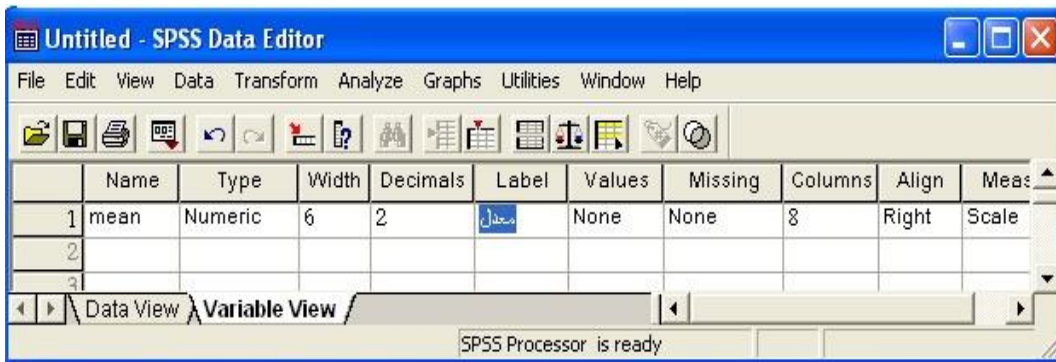 Untitled - SPSS Data Editor
File Edit View Data Transform Analyze Graphs Utilities Window Help
Name Type Width Decimals Label Values Missing Columns Align Meas
1 mean Numeric 6 2 معدل None None 8 Right Scale
2
3
Data View Variable View
SPSS Processor is ready